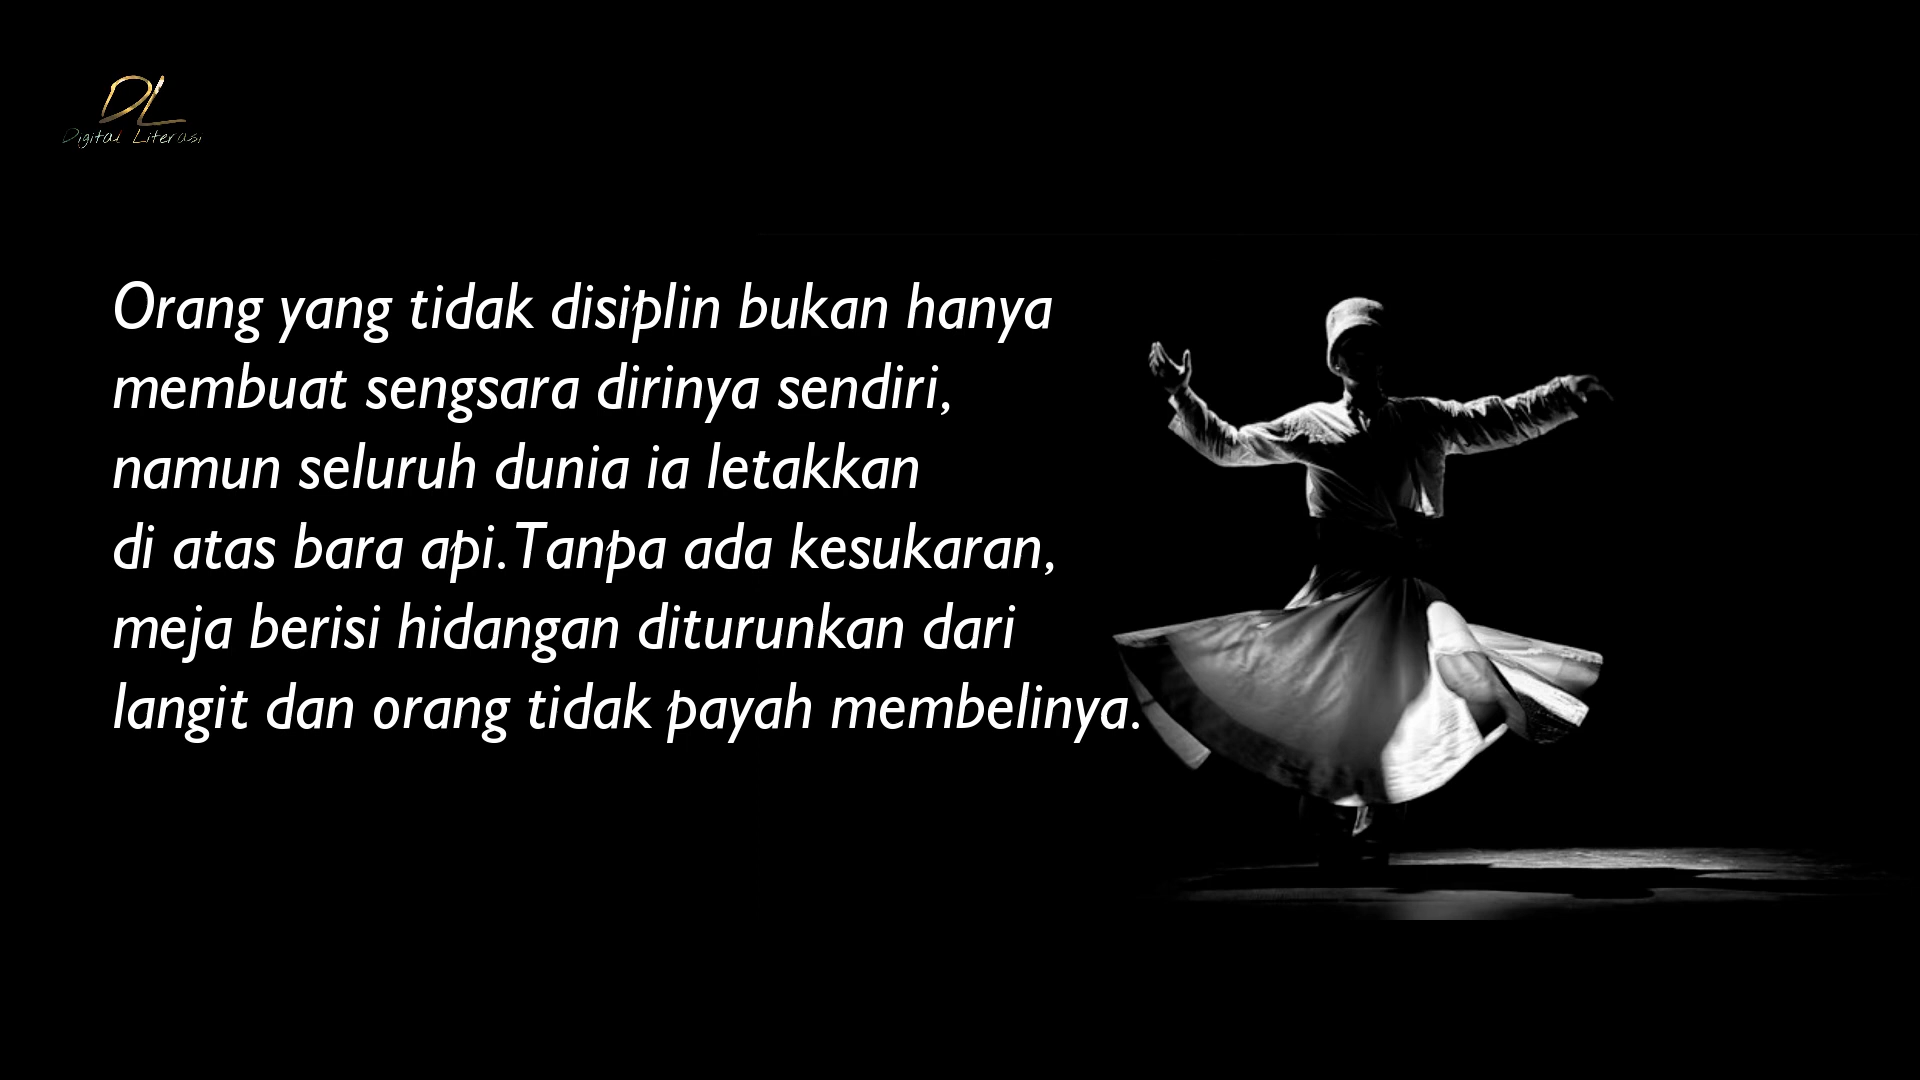 DL
Digital Literasi
Orang yang tidak disiplin bukan hanya
membuat sengsara dirinya sendiri,
namun seluruh dunia ia letakkan
di atas bara api. Tanpa ada kesukaran,
meja berisi hidangan diturunkan dari
langit dan orang tidak payah membelinya.